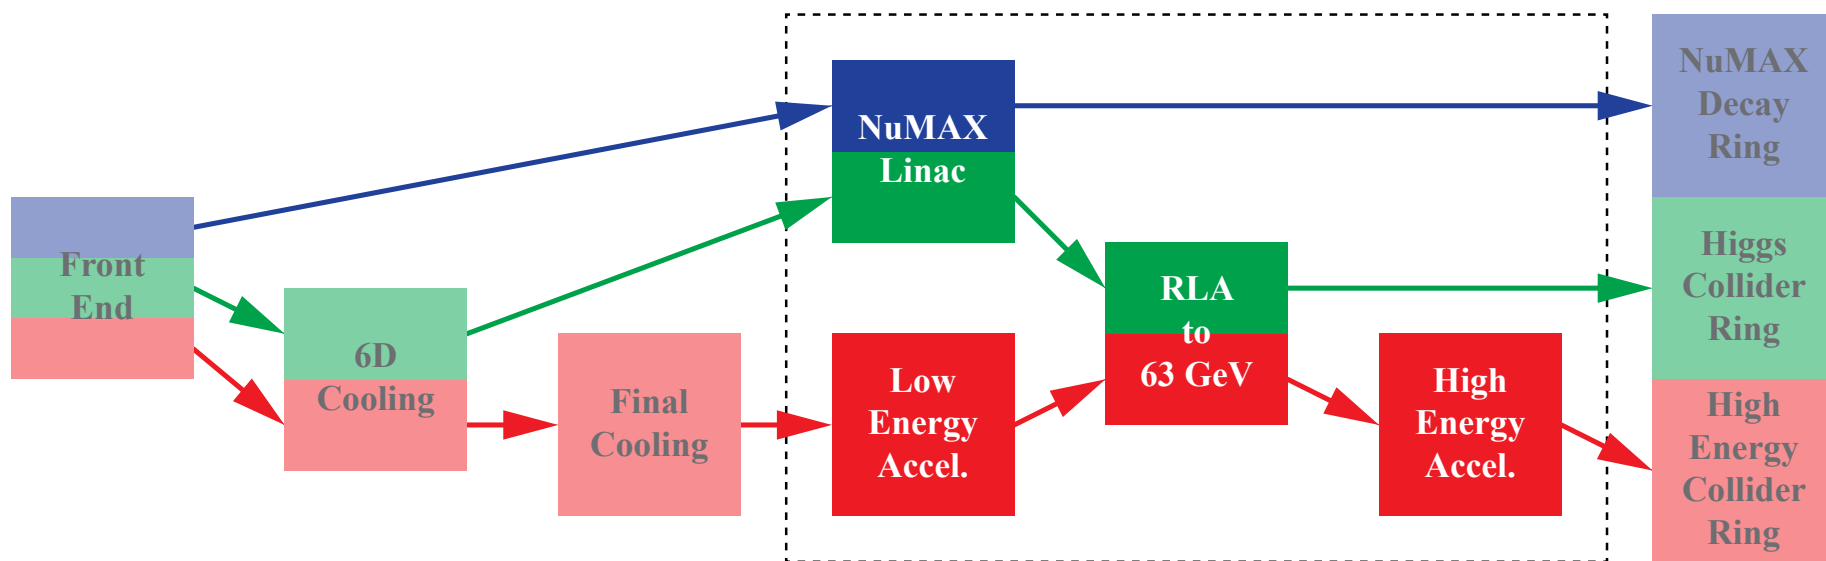 Front
End
6D
Cooling
Final
Cooling
NuMAX
Linac
Low
Energy
Accel.
RLA
to
63 GeV
High
Energy
Accel.
NuMAX
Decay
Ring
Higgs
Collider
Ring
High
Energy
Collider
Ring